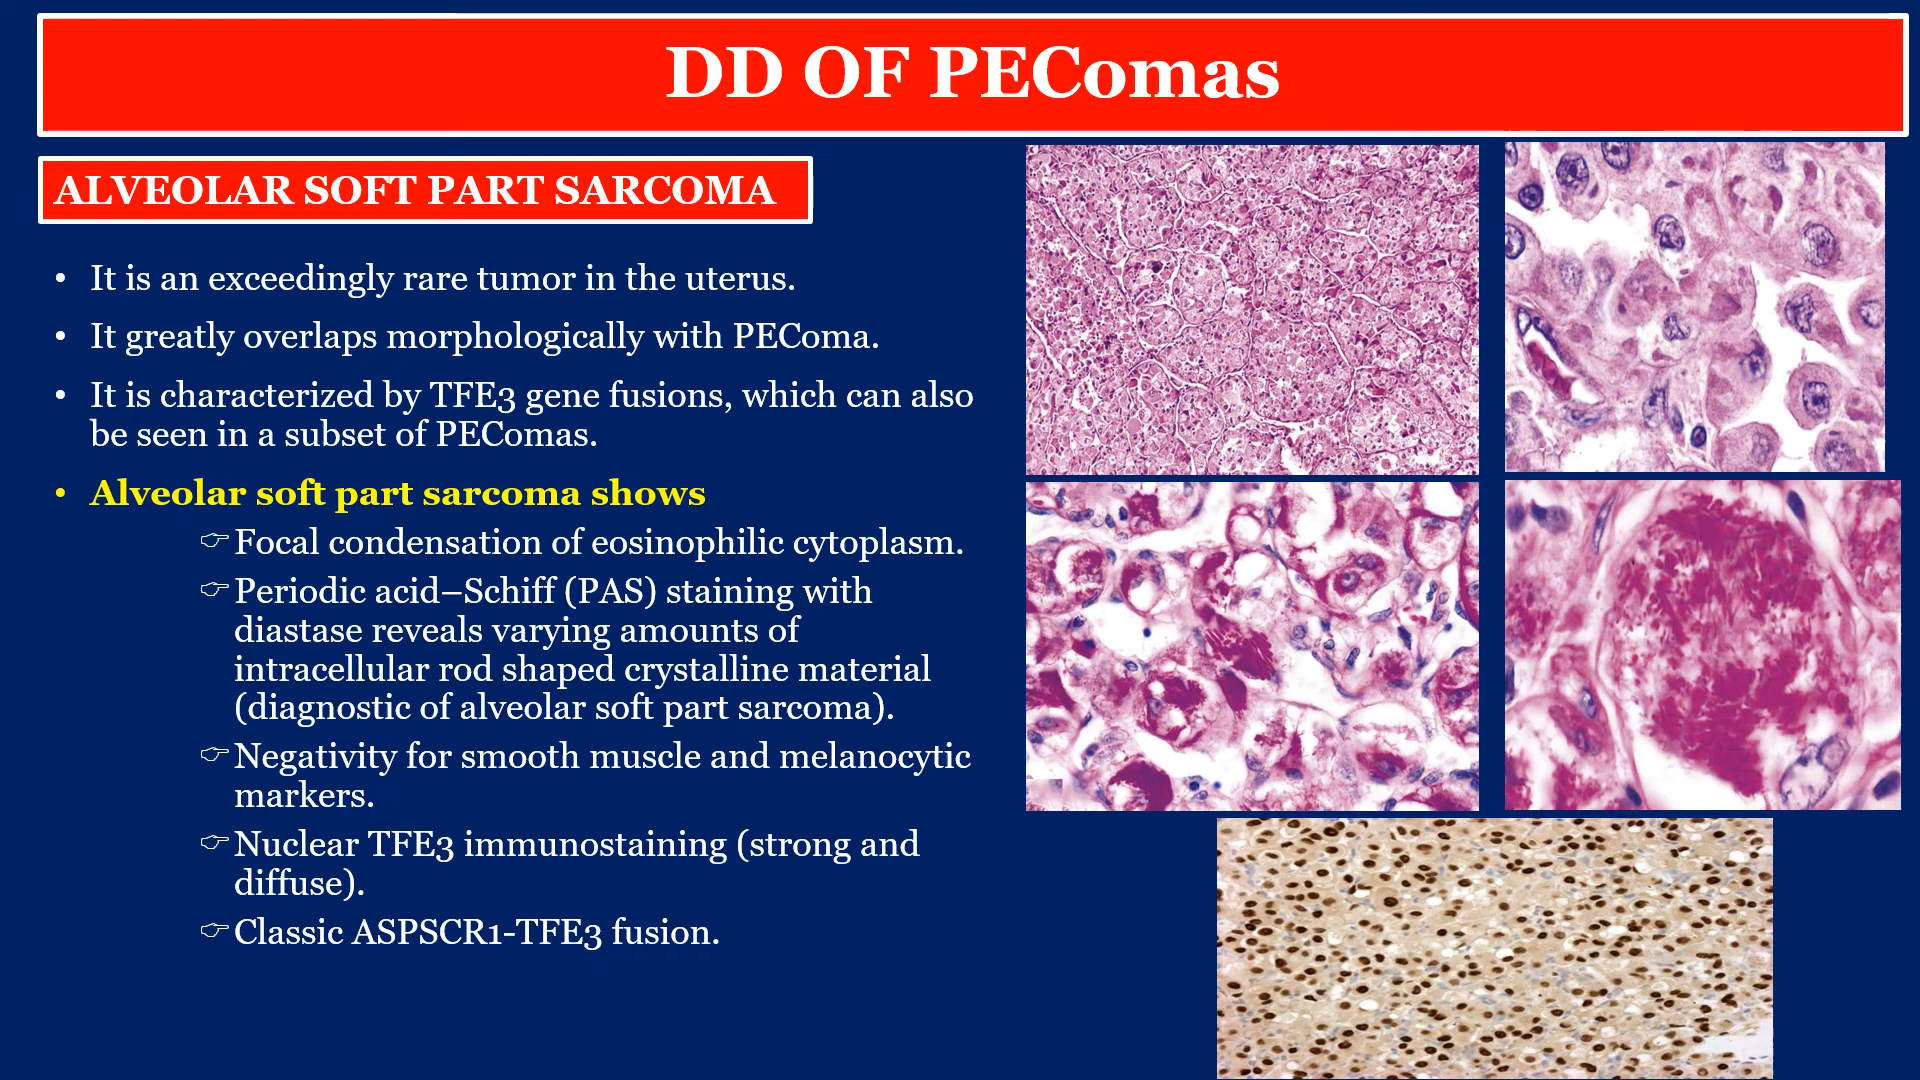 DD OF PEComas
ALVEOLAR SOFT PART SARCOMA
• It is an exceedingly rare tumor in the uterus.
• It greatly overlaps morphologically with PEComa.
• It is characterized by TFE3 gene fusions, which can also
be seen in a subset of PEComas.
• Alveolar soft part sarcoma shows
☞ Focal condensation of eosinophilic cytoplasm.
☞ Periodic acid–Schiff (PAS) staining with
diastase reveals varying amounts of
intracellular rod shaped crystalline material
(diagnostic of alveolar soft part sarcoma).
☞ Negativity for smooth muscle and melanocytic
markers.
☞ Nuclear TFE3 immunostaining (strong and
diffuse).
☞ Classic ASPSCR1-TFE3 fusion.